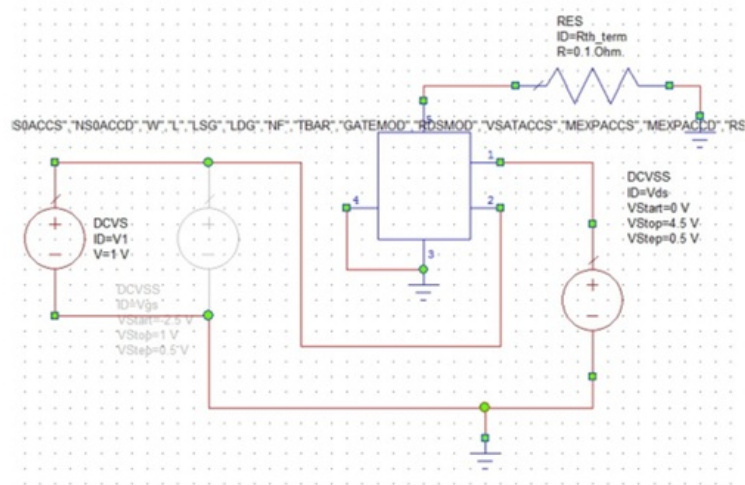 RES
ID=Rth_term
R=0.1 Ohm
S0ACCS","NS0ACCD","W","L","LSG","LDG","NF","TBAR","GATEMOD","RDSMOD","VSATACCS","MEXPACCS","MEXPACCD","RS
5
1
DCVSS
ID=Vds
VStart=0 V
VStop=4.5 V
VStep=0.5 V
4
2
DCVS
ID=V1
V=1 V
3
DCVSS
ID=Vgs
VStart=-2.5 V
VStop=1 V
VStep=0.5 V